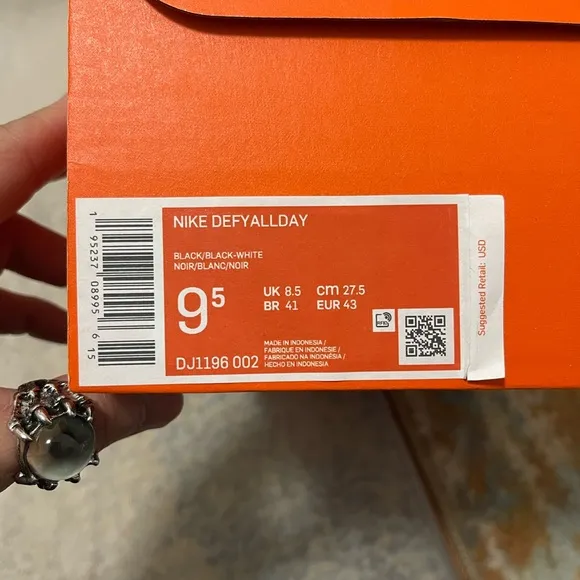 NIKE DEFYALLDAY
BLACK/BLACK-WHITE
NOIR/BLANC/NOIR
9⁵
UK 8.5 cm 27.5
BR 41 EUR 43
RFID
DJ1196 002
MADE IN INDONESIA /
FABRIQUE EN INDONESIE /
FABRICADO NA INDONÉSIA /
HECHO EN INDONESIA
1 95237 08995 6 15
Suggested Retail: USD